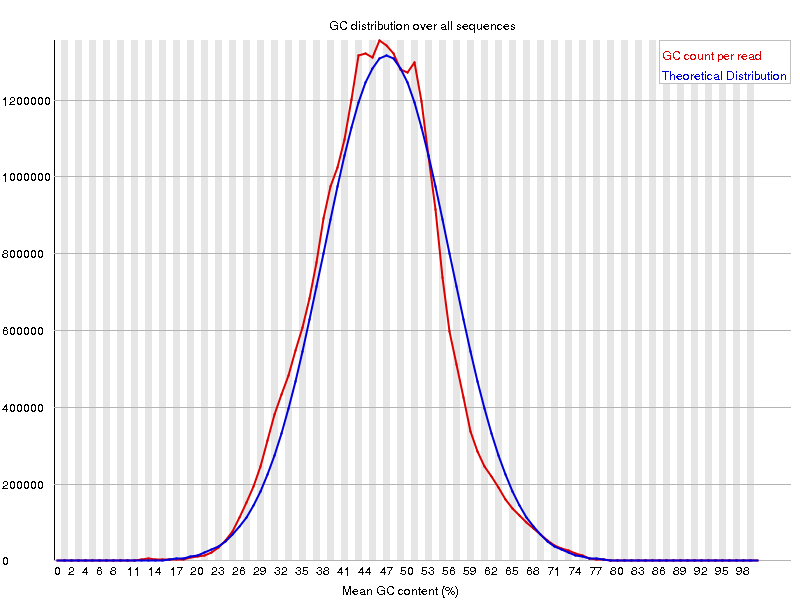 GC distribution over all sequences
GC count per read
Theoretical Distribution
1200000
1000000
800000
600000
400000
200000
0
0 2 4 6 8 11 14 17 20 23 26 29 32 35 38 41 44 47 50 53 56 59 62 65 68 71 74 77 80 83 86 89 92 95 98
Mean GC content (%)